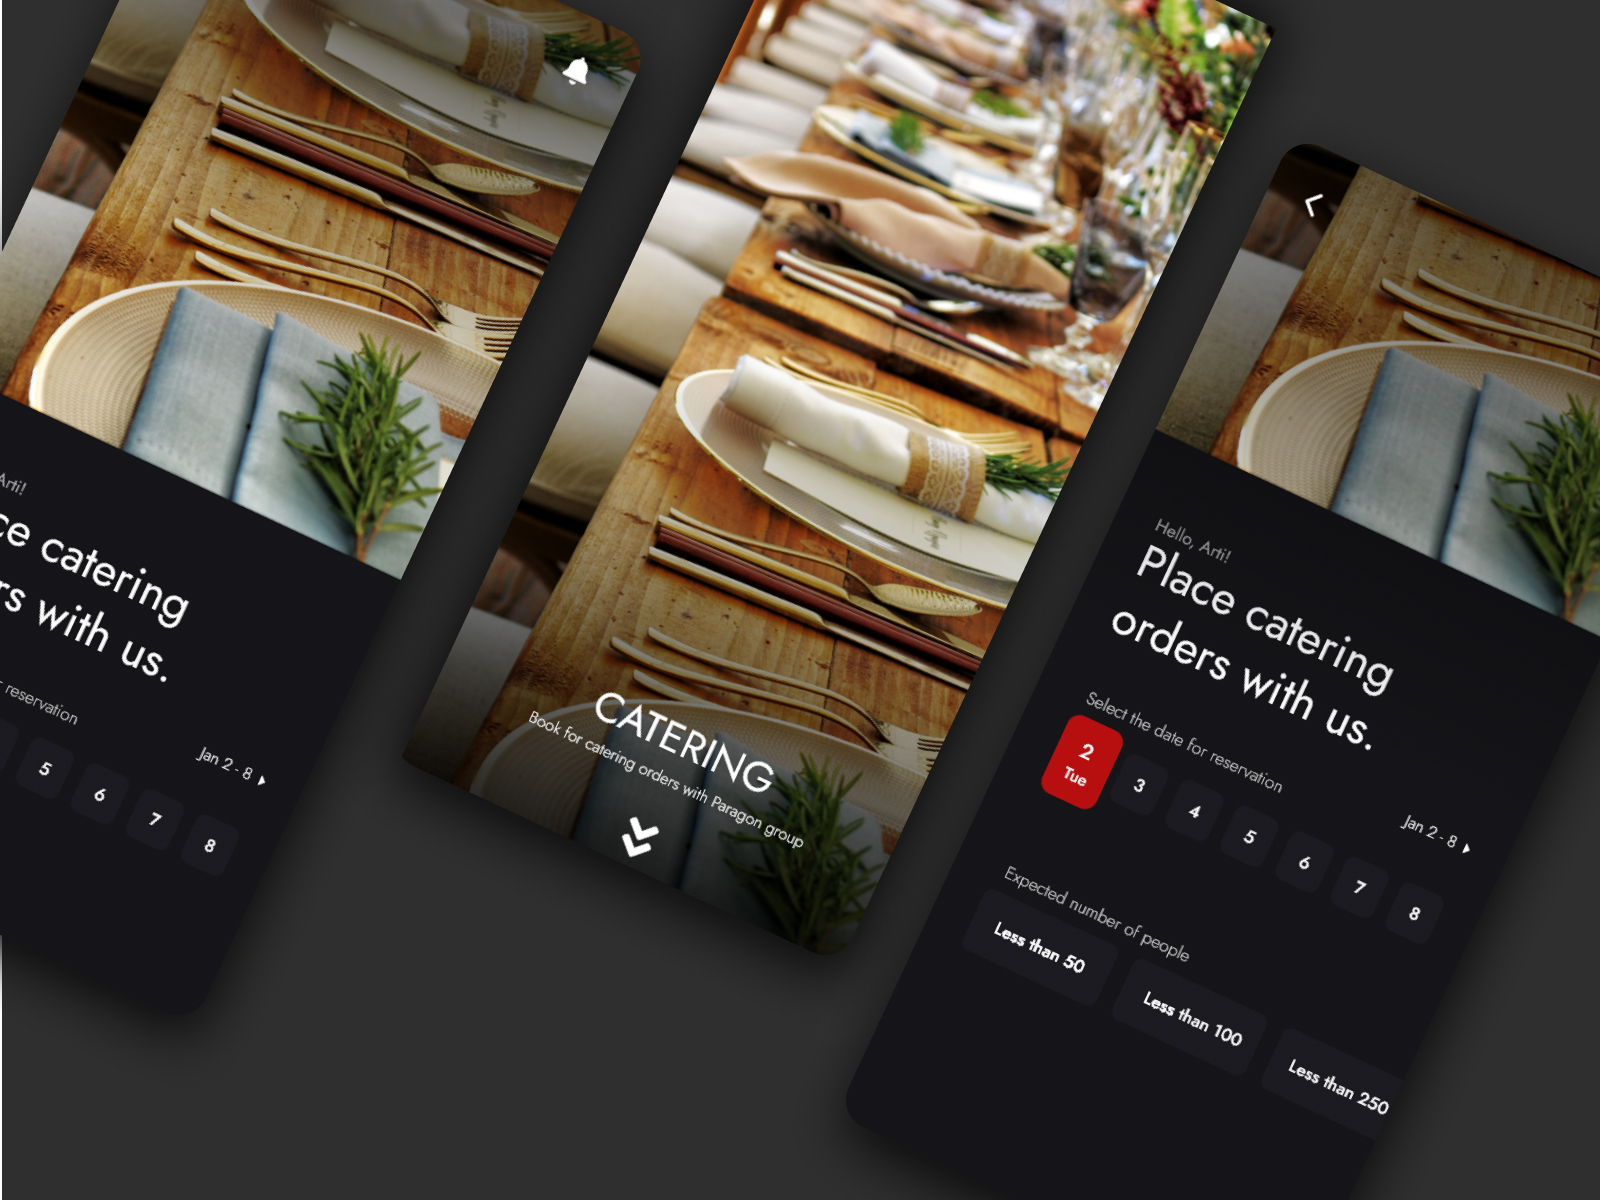 Arti!
ce catering
rs with us.
reservation
Jan 2 - 8
5
6
7
8
CATERING
Book for catering orders with Paragon group
Hello, Arti!
Place catering
orders with us.
Select the date for reservation
Jan 2 - 8
2
Tue
3
4
5
6
7
8
Expected number of people
Less than 50
Less than 100
Less than 250